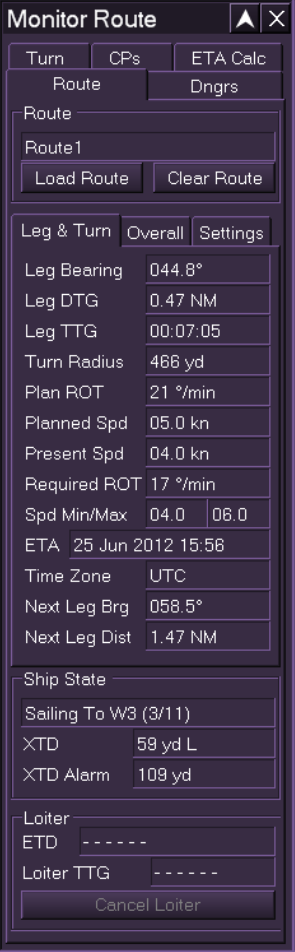 Monitor Route
Turn CPs ETA Calc
Route Dngrs
Route
Route1
Load Route Clear Route
Leg & Turn Overall Settings
Leg Bearing 044.8°
Leg DTG 0.47 NM
Leg TTG 00:07:05
Turn Radius 466 yd
Plan ROT 21 °/min
Planned Spd 05.0 kn
Present Spd 04.0 kn
Required ROT 17 °/min
Spd Min/Max 04.0 06.0
ETA 25 Jun 2012 15:56
Time Zone UTC
Next Leg Brg 058.5°
Next Leg Dist 1.47 NM
Ship State
Sailing To W3 (3/11)
XTD 59 yd L
XTD Alarm 109 yd
Loiter
ETD - - - - - -
Loiter TTG - - - - - -
Cancel Loiter